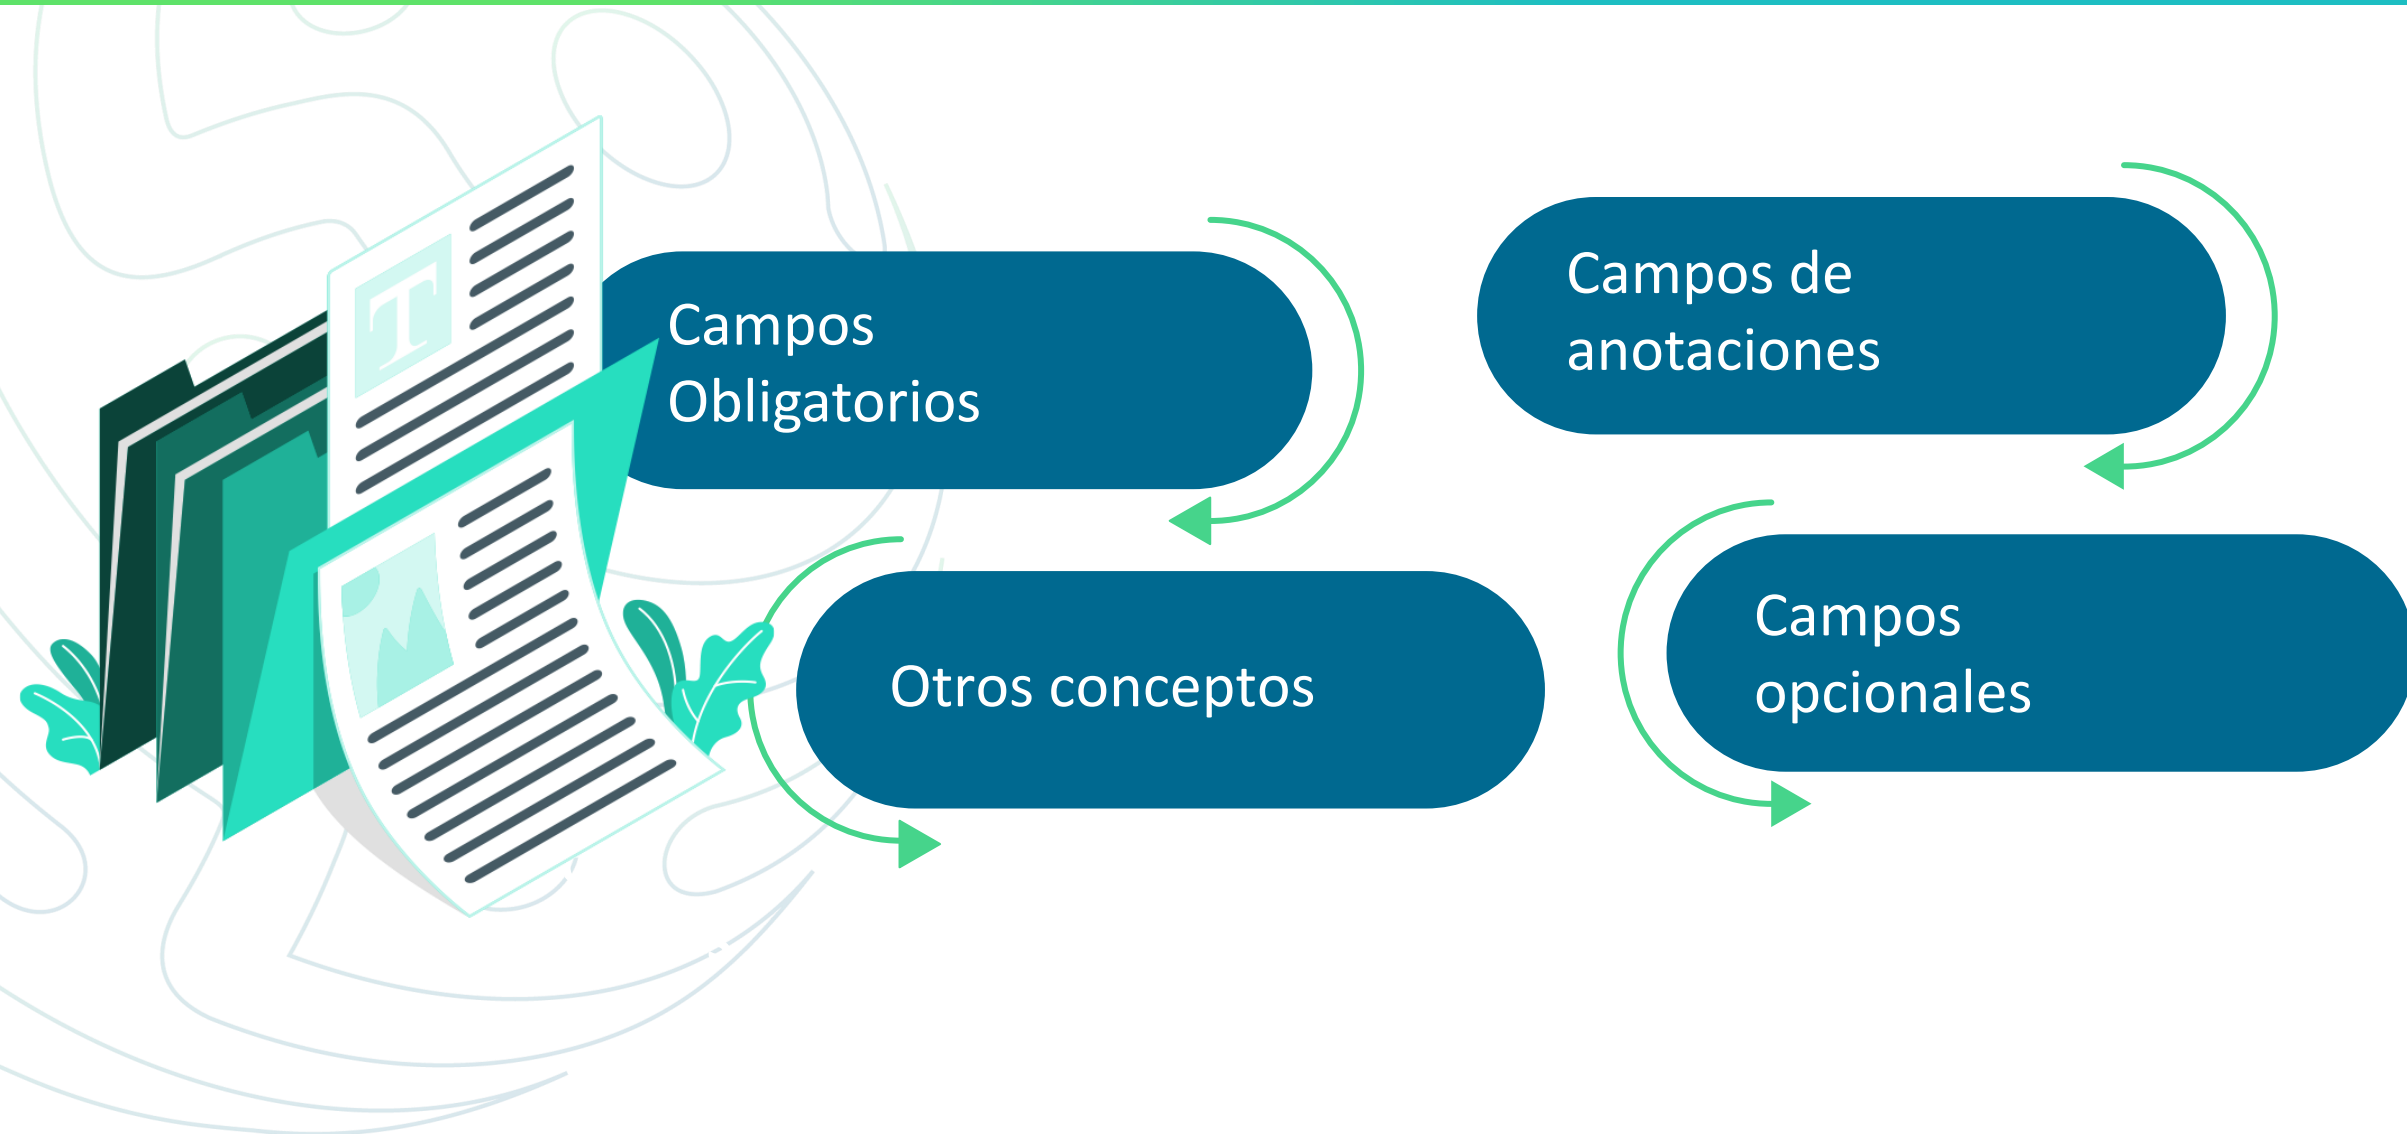 Campos
Obligatorios
Otros conceptos
Campos de
anotaciones
Campos
opcionales
T